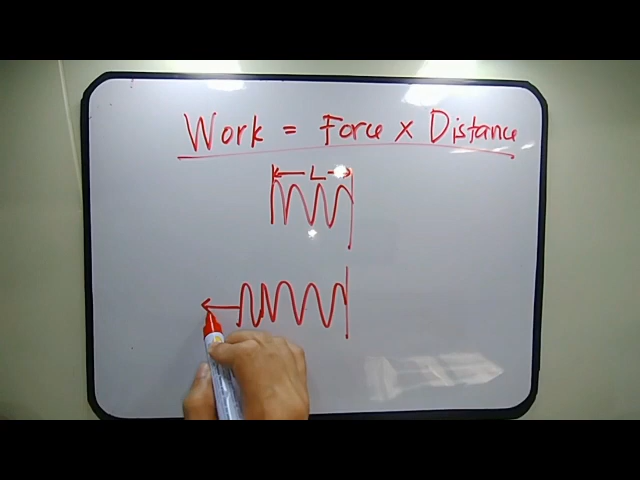 Work = Force × Distance
L